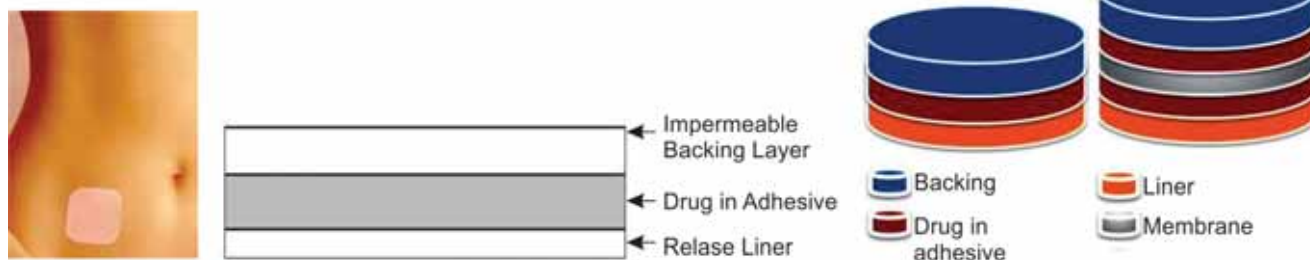 Impermeable
Backing Layer
Drug in Adhesive
Relase Liner
Backing
Liner
Drug in
adhesive
Membrane